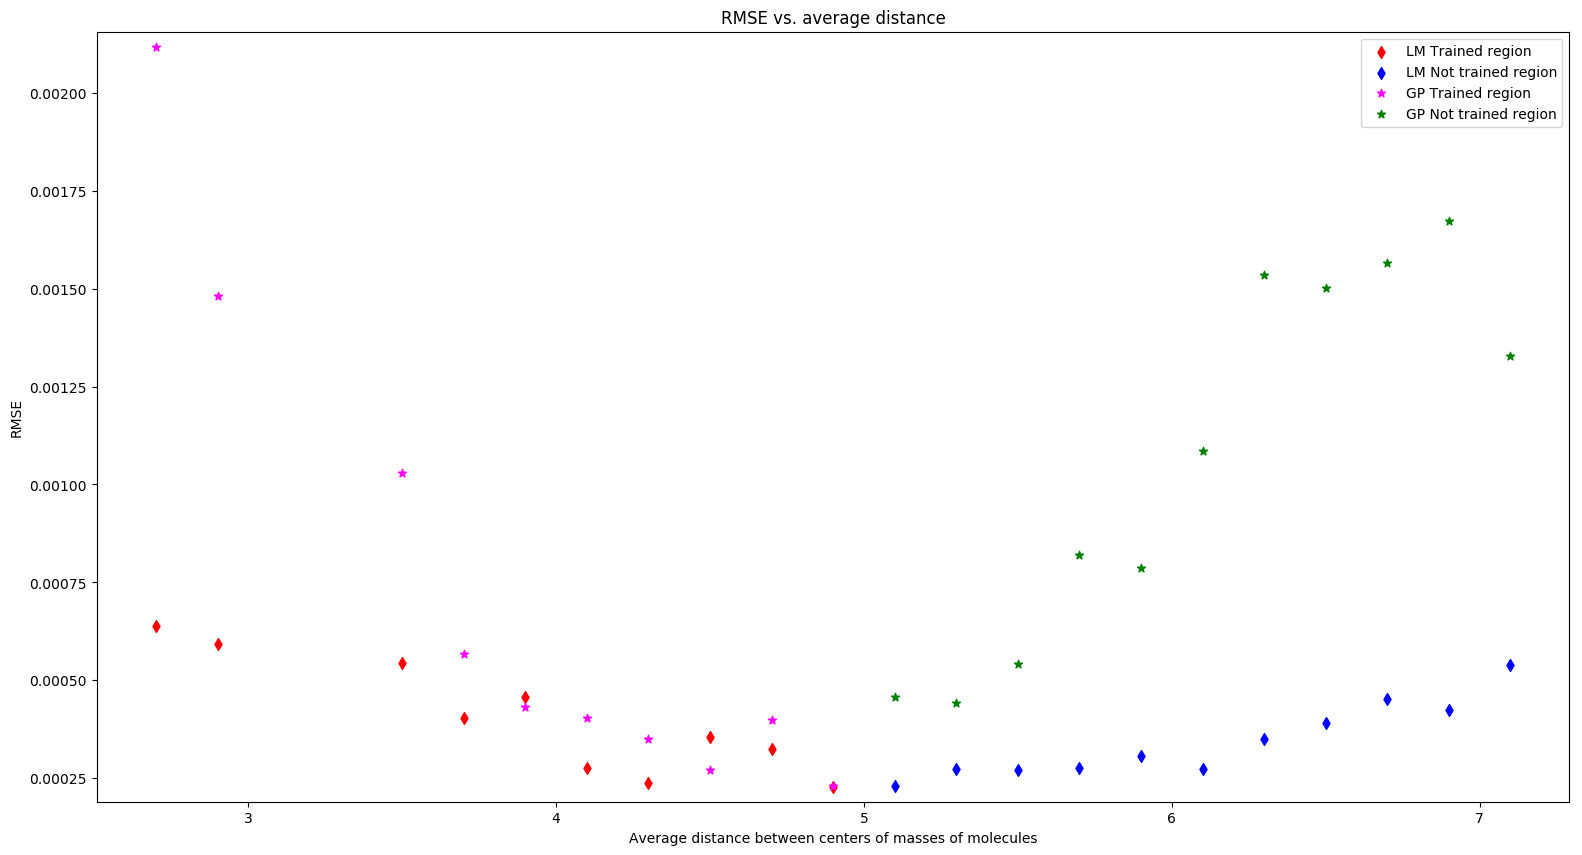 RMSE vs. average distance
LM Trained region
LM Not trained region
GP Trained region
GP Not trained region
0.00200
0.00175
0.00150
0.00125
0.00100
0.00075
0.00050
0.00025
RMSE
3 4 5 6 7
Average distance between centers of masses of molecules